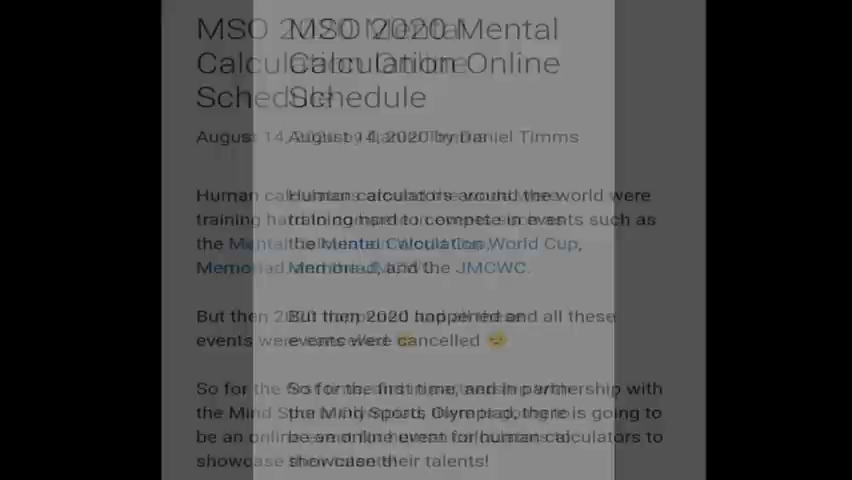 MSO 2020 Mental
Calculation Online
Schedule
August 14, 2020 by Daniel Timms
Human calculators around the world were
training hard to compete in events such as
the Mental Calculation World Cup,
Memoriad, and the JMCWC.
But then 2020 happened and all these
events were cancelled 😕
So for the first time, and in partnership with
the Mind Sports Olympiad, there is going to
be an online event for human calculators to
showcase their talents!